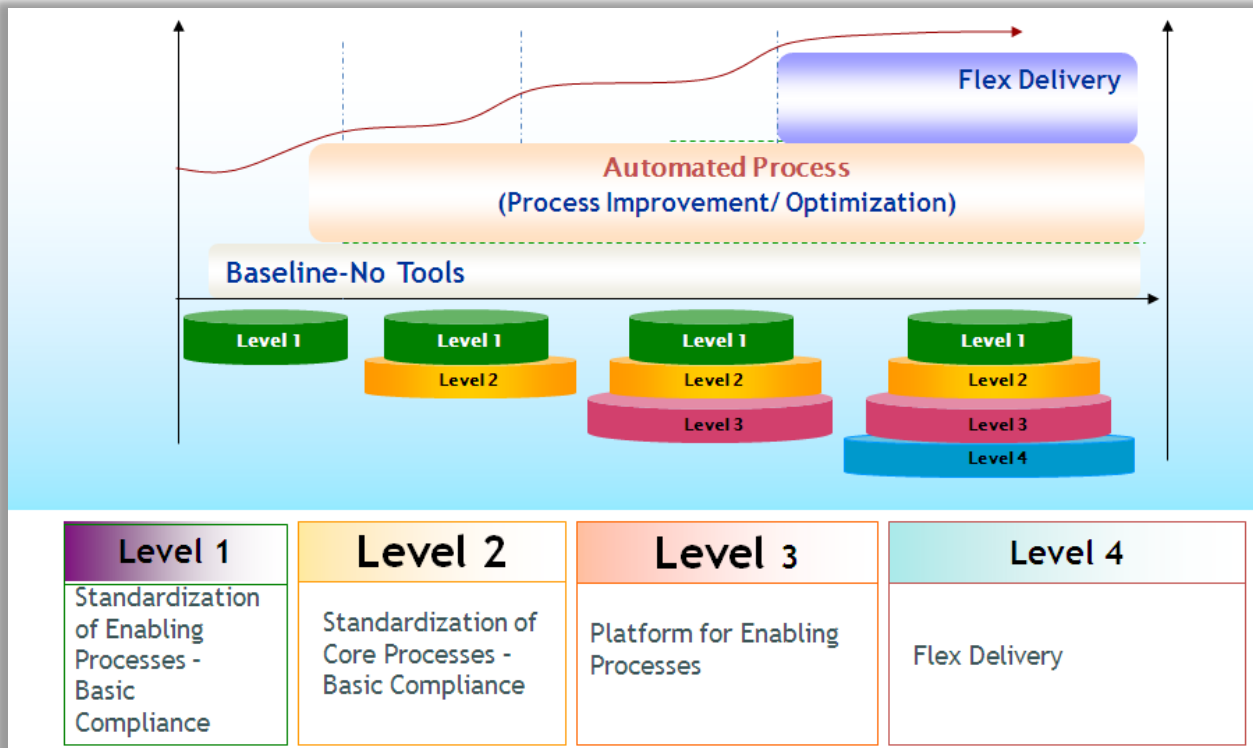 Flex Delivery
Automated Process
(Process Improvement/ Optimization)
Baseline-No Tools
Level 1
Level 1
Level 2
Level 1
Level 2
Level 3
Level 1
Level 2
Level 3
Level 4
Level 1
Standardization
of Enabling
Processes -
Basic
Compliance
Level 2
Standardization of
Core Processes -
Basic Compliance
Level 3
Platform for Enabling
Processes
Level 4
Flex Delivery